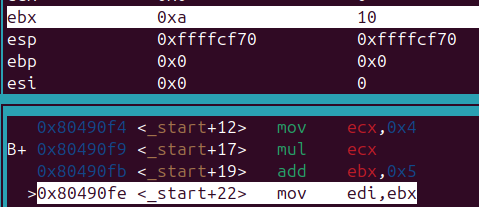 ebx 0xa 10
esp 0xffffcf70 0xffffcf70
ebp 0x0 0x0
esi 0x0 0
0x80490f4 <_start+12> mov ecx,0x4
B+ 0x80490f9 <_start+17> mul ecx
0x80490fb <_start+19> add ebx,0x5
>0x80490fe <_start+22> mov edi,ebx